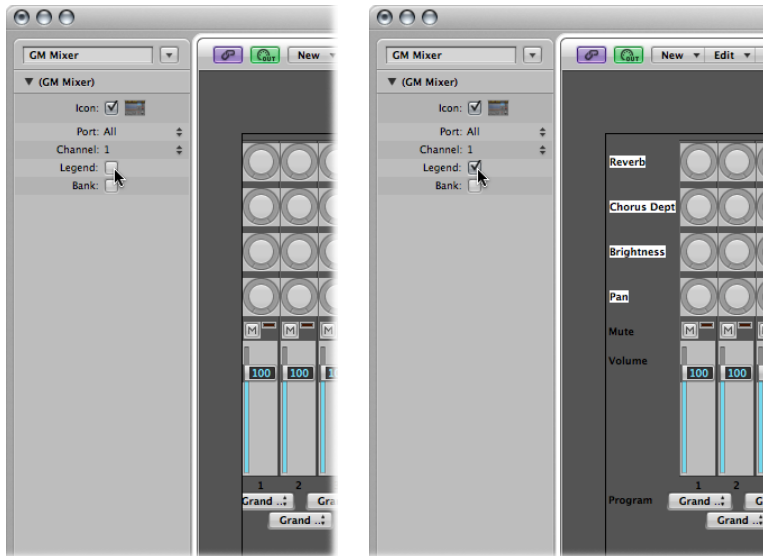 GM Mixer
New
(GM Mixer)
Icon:
Port: All
Channel: 1
Legend:
Bank:
M M M
100 100 1
1 2
Grand .. Gra
Grand ..
GM Mixer
OUT
New Edit
(GM Mixer)
Icon:
Port: All
Channel: 1
Legend:
Bank:
Reverb
Chorus Dept
Brightness
Pan
Mute M M
Volume
100 100
1 2
Program Grand .. G
Grand ..